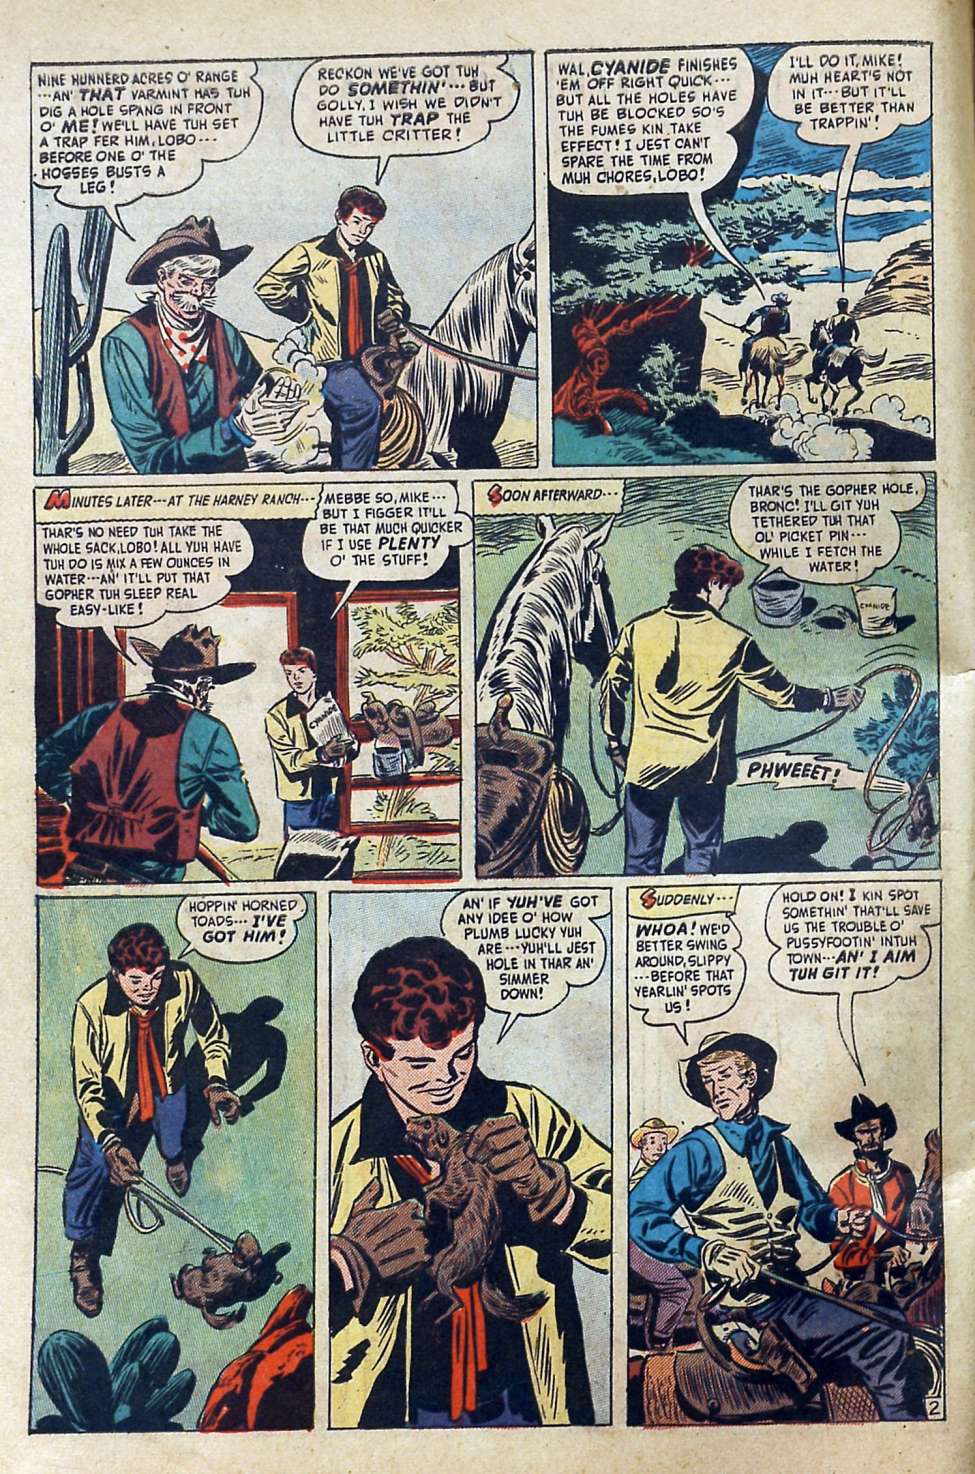 NINE HUNNERD ACRES O' RANGE
---AN' THAT VARMINT HAS TUH
DIG A HOLE SPANG IN FRONT
O' ME! WE'LL HAVE TUH SET
A TRAP FER HIM, LOBO---
BEFORE ONE O' THE
HOSSES BUSTS A
LEG!
RECKON WE'VE GOT TUH
DO SOMETHIN'--- BUT
GOLLY, I WISH WE DIDN'T
HAVE TUH TRAP THE
LITTLE CRITTER!
WAL, CYANIDE FINISHES
'EM OFF RIGHT QUICK---
BUT ALL THE HOLES HAVE
TUH BE BLOCKED SO'S
THE FUMES KIN TAKE
EFFECT! I JEST CAN'T
SPARE THE TIME FROM
MUH CHORES, LOBO!
I'LL DO IT, MIKE!
MUH HEART'S NOT
IN IT--- BUT IT'LL
BE BETTER THAN
TRAPPIN'!
MINUTES LATER---AT THE HARNEY RANCH---
THAR'S NO NEED TUH TAKE THE
WHOLE SACK, LOBO! ALL YUH HAVE
TUH DO IS MIX A FEW OUNCES IN
WATER---AN' IT'LL PUT THAT
GOPHER TUH SLEEP REAL
EASY-LIKE!
MEBBE SO, MIKE---
BUT I FIGGER IT'LL
BE THAT MUCH QUICKER
IF I USE PLENTY
O' THE STUFF!
CYANIDE
SOON AFTERWARD---
THAR'S THE GOPHER HOLE,
BRONC! I'LL GIT YUH
TETHERED TUH THAT
OL' PICKET PIN---
WHILE I FETCH THE
WATER!
CYANIDE
PHWEEET!
HOPPIN' HORNED
TOADS--- I'VE
GOT HIM!
AN' IF YUH'VE GOT
ANY IDEE O' HOW
PLUMB LUCKY YUH
ARE---YUH'LL JEST
HOLE IN THAR AN'
SIMMER
DOWN!
SUDDENLY---
WHOA! WE'D
BETTER SWING
AROUND, SLIPPY
---BEFORE THAT
YEARLIN' SPOTS
US!
HOLD ON! I KIN SPOT
SOMETHIN' THAT'LL SAVE
US THE TROUBLE O'
PUSSYFOOTIN' INTUH
TOWN---AN' I AIM
TUH GIT IT!
2